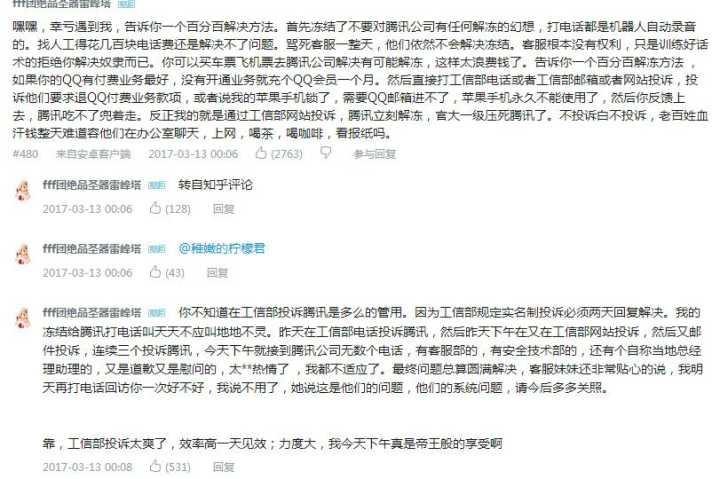 fff团绝品圣器雷峰塔
嘿嘿，幸亏遇到我，告诉你一个百分百解决方法。首先冻结了不要对腾讯公司有任何解冻的幻想，打电话都是机器人自动录音
的。找人工得花几百块电话费还是解决不了问题。骂死客服一整天，他们依然不会解决冻结。客服根本没有权利，只是训练好话
术的拒绝你解决奴隶而已。你可以买车票飞机票去腾讯公司解决有可能解冻，这样太浪费钱了。告诉你一个百分百解冻方法 ，
如果你的QQ有付费业务最好，没有开通业务就充个QQ会员一个月。然后直接打工信部电话或者工信部邮箱或者网站投诉，投
诉他们要求退QQ付费业务款项，或者说我的苹果手机锁了，需要QQ邮箱进不了，苹果手机永久不能使用了，然后你反馈上
去，腾讯吃不了兜着走。反正我的就是通过工信部网站投诉，腾讯立刻解冻，官大一级压死腾讯了。不投诉白不投诉，老百姓血
汗钱整天难道容他们在办公室聊天，上网，喝茶，喝咖啡，看报纸吗。
#480 来自安卓客户端 2017-03-13 00:06 (2763) 参与回复
fff团绝品圣器雷峰塔 转自知乎评论
2017-03-13 00:06 (128) 回复
fff团绝品圣器雷峰塔 @稚嫩的柠檬君
2017-03-13 00:06 (43) 回复
fff团绝品圣器雷峰塔 你不知道在工信部投诉腾讯是多么的管用。因为工信部规定实名制投诉必须两天回复解决。我的
冻结给腾讯打电话叫天天不应叫地地不灵。昨天在工信部电话投诉腾讯，然后昨天下午在又在工信部网站投诉，然后又邮
件投诉，连续三个投诉腾讯，今天下午就接到腾讯公司无数个电话，有客服部的，有安全技术部的，还有个自称当地总经
理助理的，又是道歉又是慰问的，太**热情了 ，我都不适应了。最终问题总算圆满解决，客服妹妹还非常贴心的说，我明
天再打电话回访你一次好不好，我说不用了，她说这是他们的问题，他们的系统问题，请今后多多关照。
靠，工信部投诉太爽了，效率高一天见效；力度大，我今天下午真是帝王般的享受啊
2017-03-13 00:08 (531) 回复